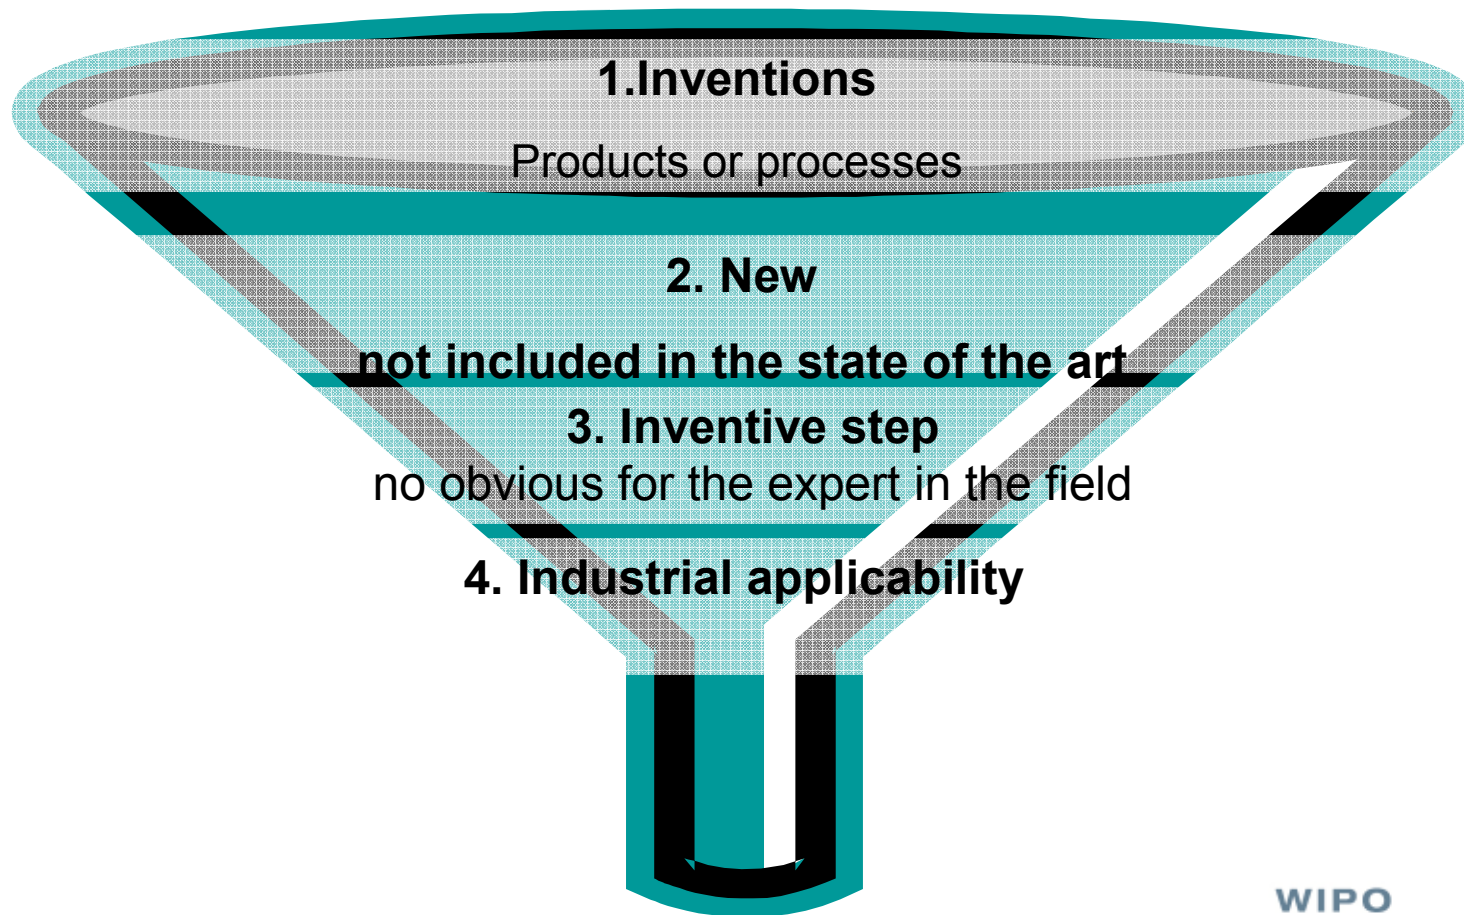 1.Inventions
Products or processes
2. New
not included in the state of the art
3. Inventive step
no obvious for the expert in the field
4. Industrial applicability
WIPO